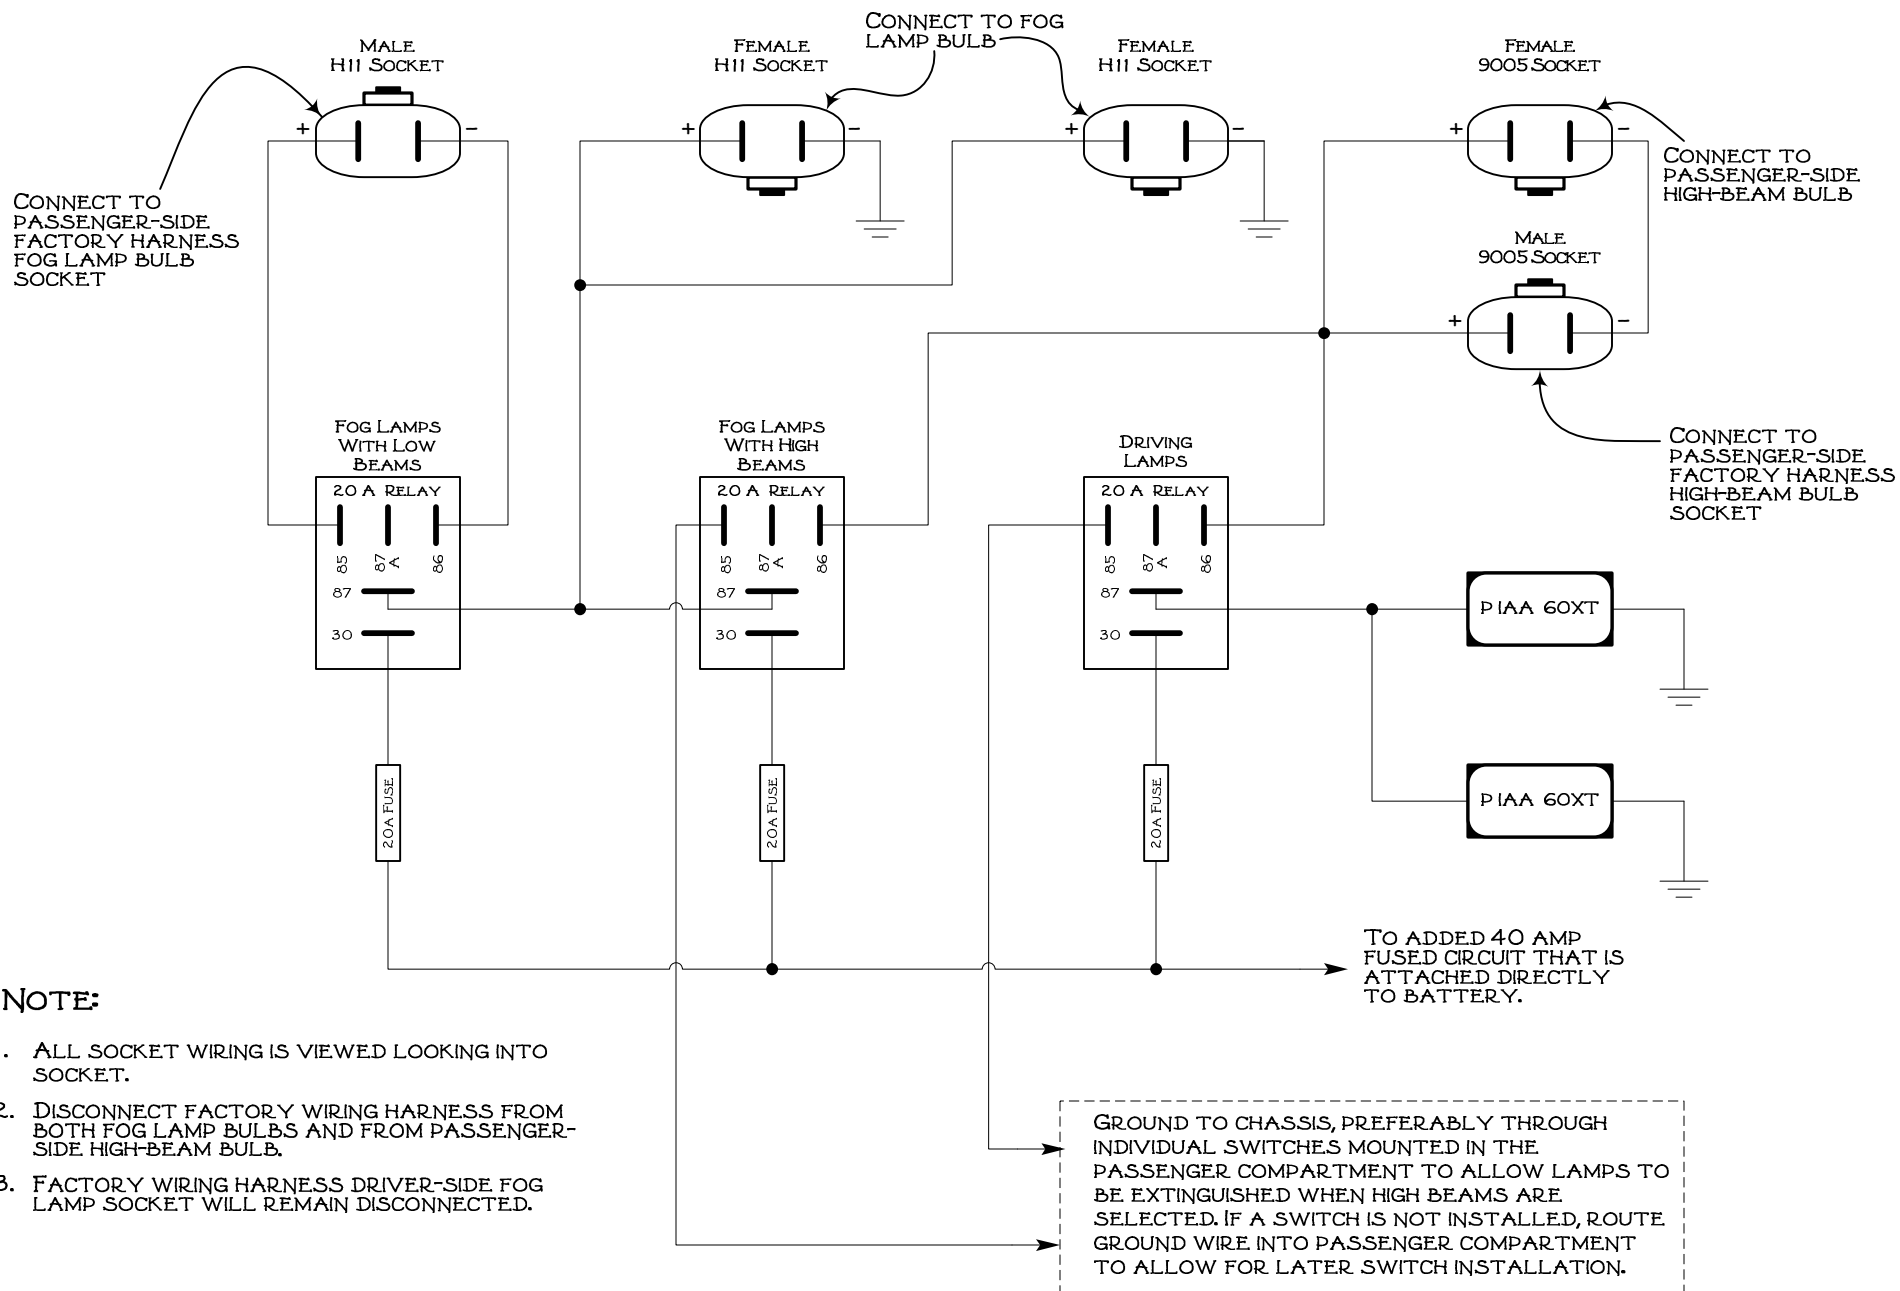 CONNECT TO FOG
LAMP BULB
MALE
H11 SOCKET
FEMALE
H11 SOCKET
FEMALE
H11 SOCKET
FEMALE
9005 SOCKET
+
−
+
−
+
−
+
−
CONNECT TO
PASSENGER-SIDE
HIGH-BEAM BULB
CONNECT TO
PASSENGER-SIDE
FACTORY HARNESS
FOG LAMP BULB
SOCKET
MALE
9005 SOCKET
+
−
CONNECT TO
PASSENGER-SIDE
FACTORY HARNESS
HIGH-BEAM BULB
SOCKET
FOG LAMPS
WITH LOW
BEAMS
20 A RELAY
85
87
A
86
87
30
FOG LAMPS
WITH HIGH
BEAMS
20 A RELAY
85
87
A
86
87
30
DRIVING
LAMPS
20 A RELAY
85
87
A
86
87
30
PIAA 60XT
PIAA 60XT
20A FUSE
20A FUSE
20A FUSE
TO ADDED 40 AMP
FUSED CIRCUIT THAT IS
ATTACHED DIRECTLY
TO BATTERY.
NOTE:
. ALL SOCKET WIRING IS VIEWED LOOKING INTO
SOCKET.
2. DISCONNECT FACTORY WIRING HARNESS FROM
BOTH FOG LAMP BULBS AND FROM PASSENGER-
SIDE HIGH-BEAM BULB.
3. FACTORY WIRING HARNESS DRIVER-SIDE FOG
LAMP SOCKET WILL REMAIN DISCONNECTED.
GROUND TO CHASSIS, PREFERABLY THROUGH
INDIVIDUAL SWITCHES MOUNTED IN THE
PASSENGER COMPARTMENT TO ALLOW LAMPS TO
BE EXTINGUISHED WHEN HIGH BEAMS ARE
SELECTED. IF A SWITCH IS NOT INSTALLED, ROUTE
GROUND WIRE INTO PASSENGER COMPARTMENT
TO ALLOW FOR LATER SWITCH INSTALLATION.